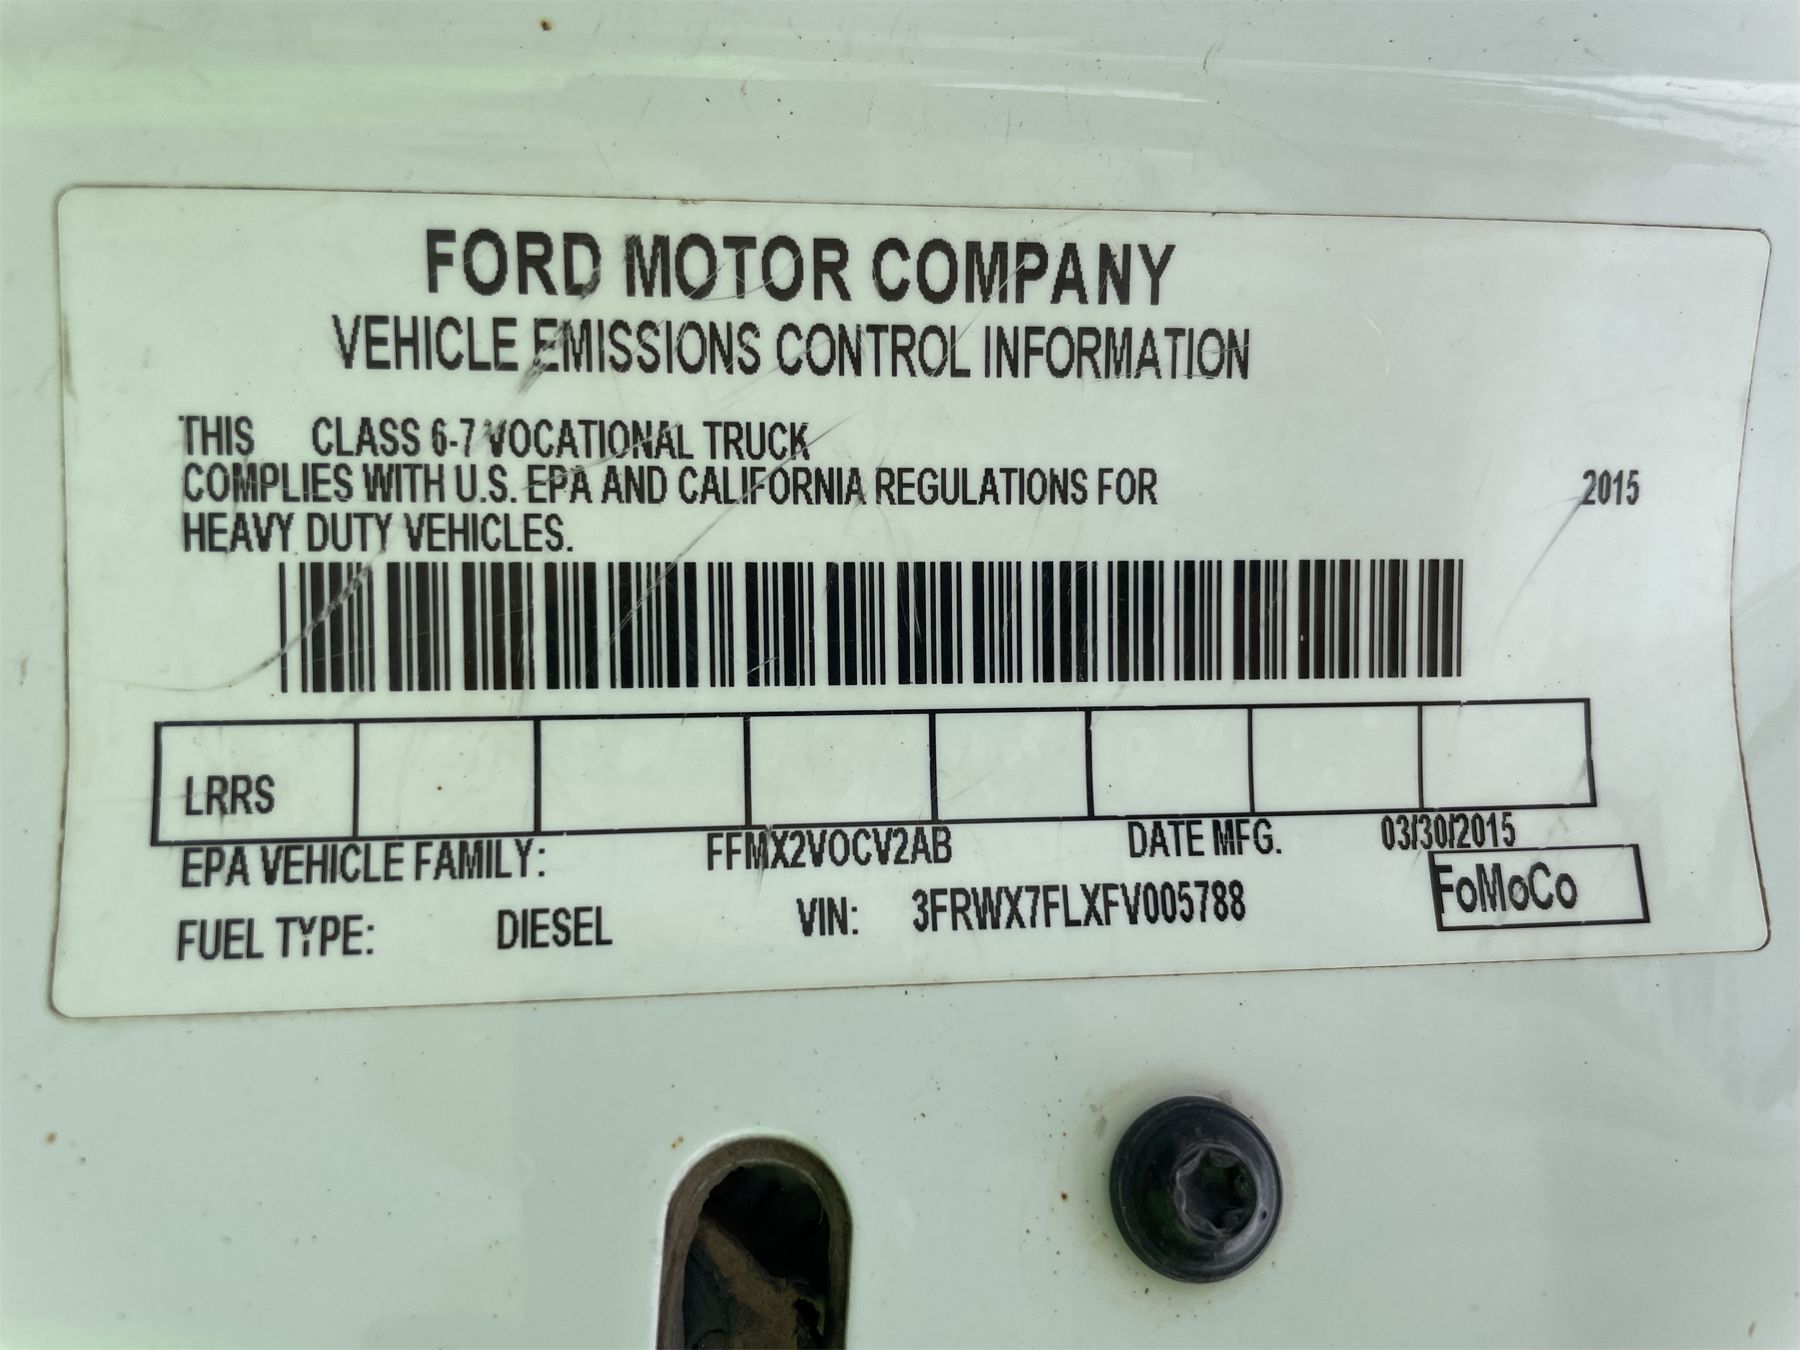 FORD MOTOR COMPANY
VEHICLE EMISSIONS CONTROL INFORMATION
THIS CLASS 6-7 VOCATIONAL TRUCK
COMPLIES WITH U.S. EPA AND CALIFORNIA REGULATIONS FOR 2015
HEAVY DUTY VEHICLES.
LRRS
EPA VEHICLE FAMILY: FFMX2VOCV2AB DATE MFG. 03/30/2015
FUEL TYPE: DIESEL VIN: 3FRWX7FLXFV005788 FoMoCo